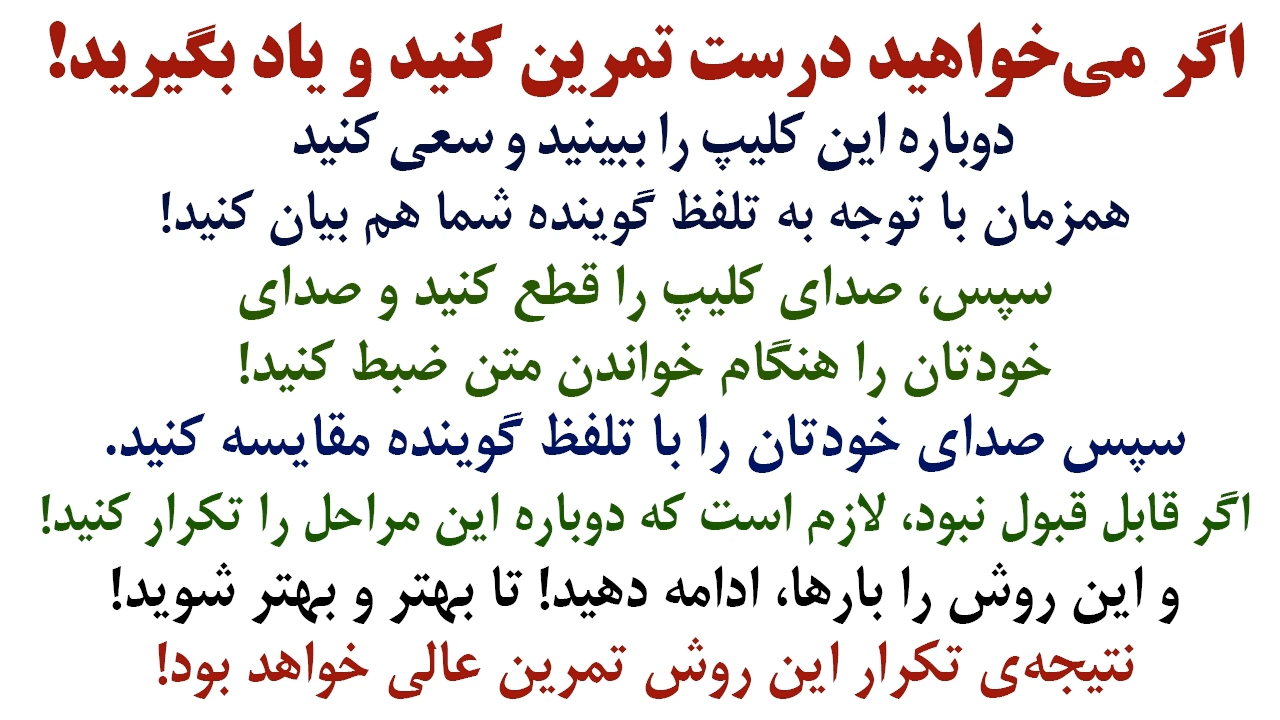 اگر می‌خواهید درست تمرین کنید و یاد بگیرید!
دوباره این کلیپ را ببینید و سعی کنید
همزمان با توجه به تلفظ گوینده شما هم بیان کنید!
سپس، صدای کلیپ را قطع کنید و صدای
خودتان را هنگام خواندن متن ضبط کنید!
سپس صدای خودتان را با تلفظ گوینده مقایسه کنید.
اگر قابل قبول نبود، لازم است که دوباره این مراحل را تکرار کنید!
و این روش را بارها، ادامه دهید! تا بهتر و بهتر شوید!
نتیجه‌ی تکرار این روش تمرین عالی خواهد بود!